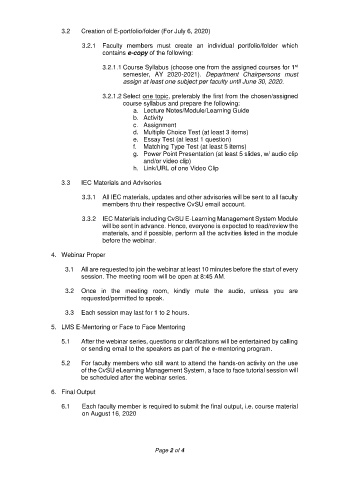 3.2 Creation of E-portfolio/folder (For July 6, 2020)
3.2.1 Faculty members must create an individual portfolio/folder which
contains e-copy of the following:
3.2.1.1 Course Syllabus (choose one from the assigned courses for 1st
semester, AY 2020-2021). Department Chairpersons must
assign at least one subject per faculty until June 30, 2020.
3.2.1.2 Select one topic, preferably the first from the chosen/assigned
course syllabus and prepare the following:
a. Lecture Notes/Module/Learning Guide
b. Activity
c. Assignment
d. Multiple Choice Test (at least 3 items)
e. Essay Test (at least 1 question)
f. Matching Type Test (at least 5 items)
g. Power Point Presentation (at least 5 slides, w/ audio clip
and/or video clip)
h. Link/URL of one Video Clip
3.3 IEC Materials and Advisories
3.3.1 All IEC materials, updates and other advisories will be sent to all faculty
members thru their respective CvSU email account.
3.3.2 IEC Materials including CvSU E-Learning Management System Module
will be sent in advance. Hence, everyone is expected to read/review the
materials, and if possible, perform all the activities listed in the module
before the webinar.
4. Webinar Proper
3.1 All are requested to join the webinar at least 10 minutes before the start of every
session. The meeting room will be open at 8:45 AM.
3.2 Once in the meeting room, kindly mute the audio, unless you are
requested/permitted to speak.
3.3 Each session may last for 1 to 2 hours.
5. LMS E-Mentoring or Face to Face Mentoring
5.1 After the webinar series, questions or clarifications will be entertained by calling
or sending email to the speakers as part of the e-mentoring program.
5.2 For faculty members who still want to attend the hands-on activity on the use
of the CvSU eLearning Management System, a face to face tutorial session will
be scheduled after the webinar series.
6. Final Output
6.1 Each faculty member is required to submit the final output, i.e. course material
on August 16, 2020
Page 2 of 4